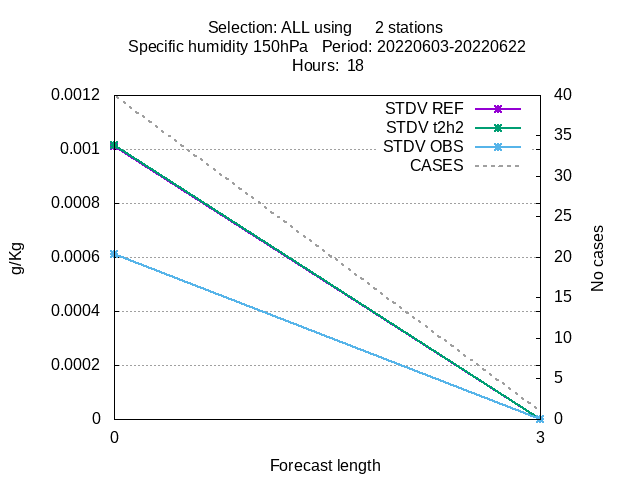 Selection: ALL using 2 stations
Specific humidity 150hPa Period: 20220603-20220622
Hours: 18
0.0012
0.001
0.0008
0.0006
0.0004
0.0002
0
40
35
30
25
20
15
10
5
0
STDV REF
STDV t2h2
STDV OBS
CASES
g/Kg
No cases
0
3
Forecast length